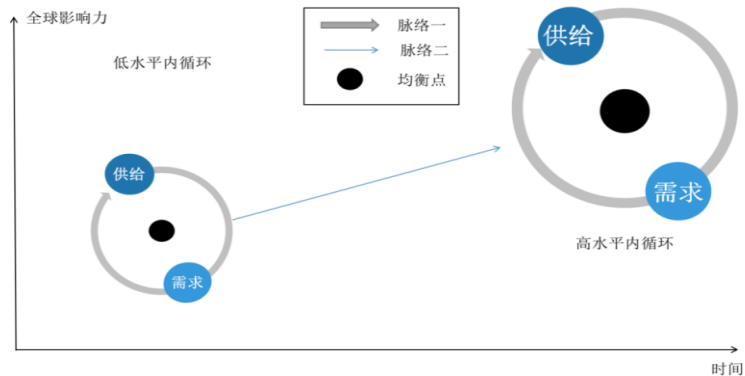 全球影响力
低水平内循环
脉络一
脉络二
均衡点
供给
需求
供给
需求
高水平内循环
时间